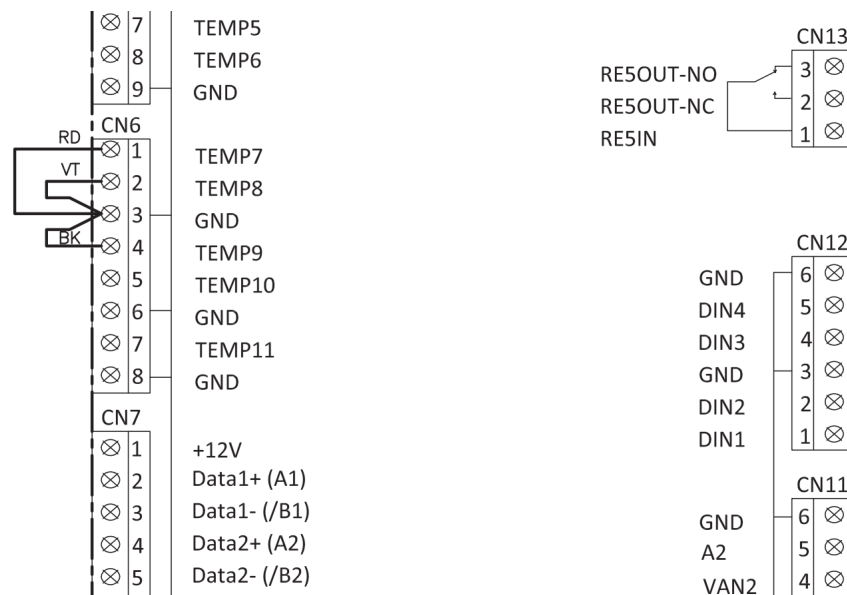 7 TEMP5
8 TEMP6
9 GND
CN6
RD 1 TEMP7
VT 2 TEMP8
3 GND
BK 4 TEMP9
5 TEMP10
6 GND
7 TEMP11
8 GND
CN7
1 +12V
2 Data1+ (A1)
3 Data1- (/B1)
4 Data2+ (A2)
5 Data2- (/B2)
CN13
RE5OUT-NO 3
RE5OUT-NC 2
RE5IN 1
CN12
GND 6
DIN4 5
DIN3 4
GND 3
DIN2 2
DIN1 1
CN11
GND 6
A2 5
VAN2 4